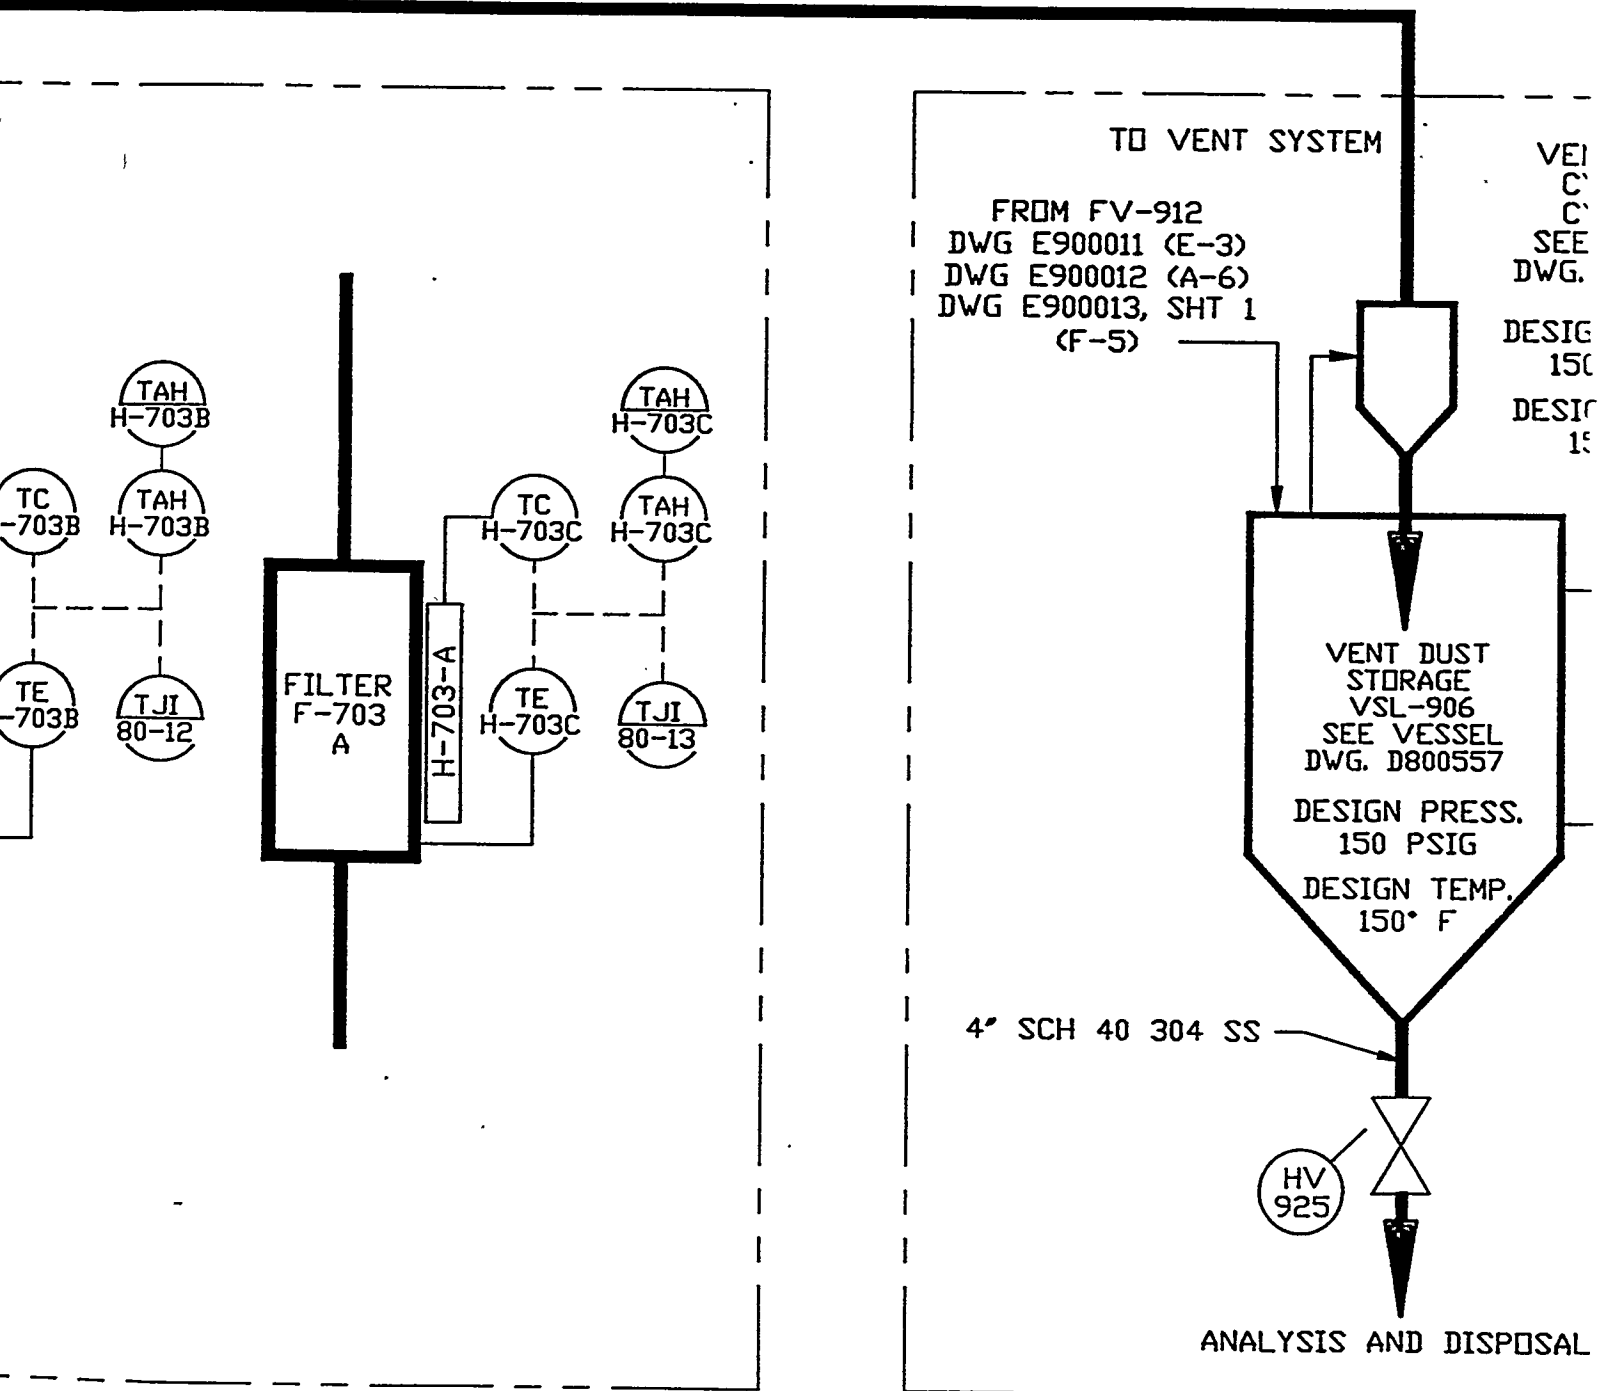 TO VENT SYSTEM
FROM FV-912
DWG E900011 (E-3)
DWG E900012 (A-6)
DWG E900013, SHT 1
(F-5)
SEE
DWG.
150
TAH
H-703B
TAH
H-703C
TC
-703B
TAH
H-703B
TC
H-703C
TAH
H-703C
TE
-703B
TJI
80-12
FILTER
F-703
A
H-703-A
TE
H-703C
TJI
80-13
VENT DUST
STORAGE
VSL-906
SEE VESSEL
DWG. D800557
DESIGN PRESS.
150 PSIG
DESIGN TEMP.
150° F
4" SCH 40 304 SS
HV
925
ANALYSIS AND DISPOSAL